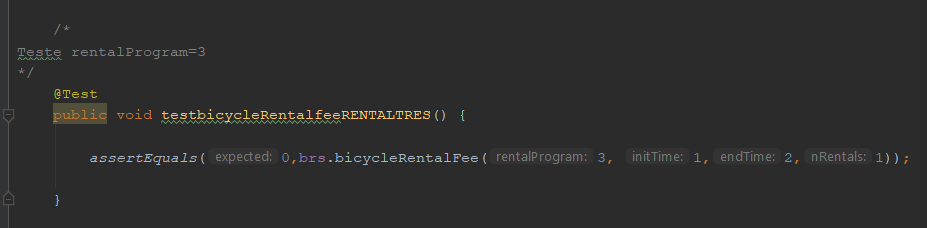 /*
Teste rentalProgram=3
*/
@Test
public void testbicycleRentalfeeRENTALTRES() {
assertEquals( expected: 0,brs.bicycleRentalFee( rentalProgram: 3, initTime: 1, endTime: 2, nRentals: 1));
}